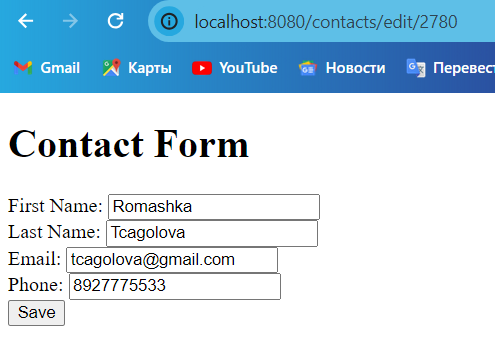 localhost:8080/contacts/edit/2780
Gmail Карты YouTube Новости Перевест
Contact Form
First Name: Romashka
Last Name: Tcagolova
Email: tcagolova@gmail.com
Phone: 8927775533
Save